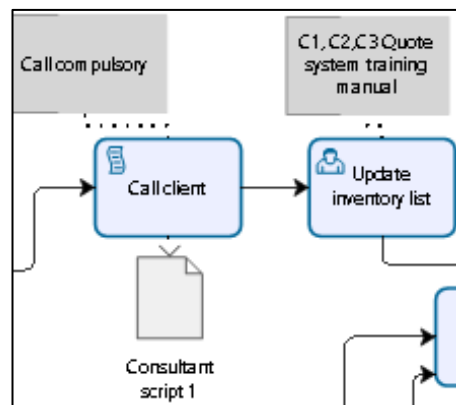 Call compulsory
C1, C2,C3 Quote
system training
manual
Call client
Update
inventory list
Consultant
script 1